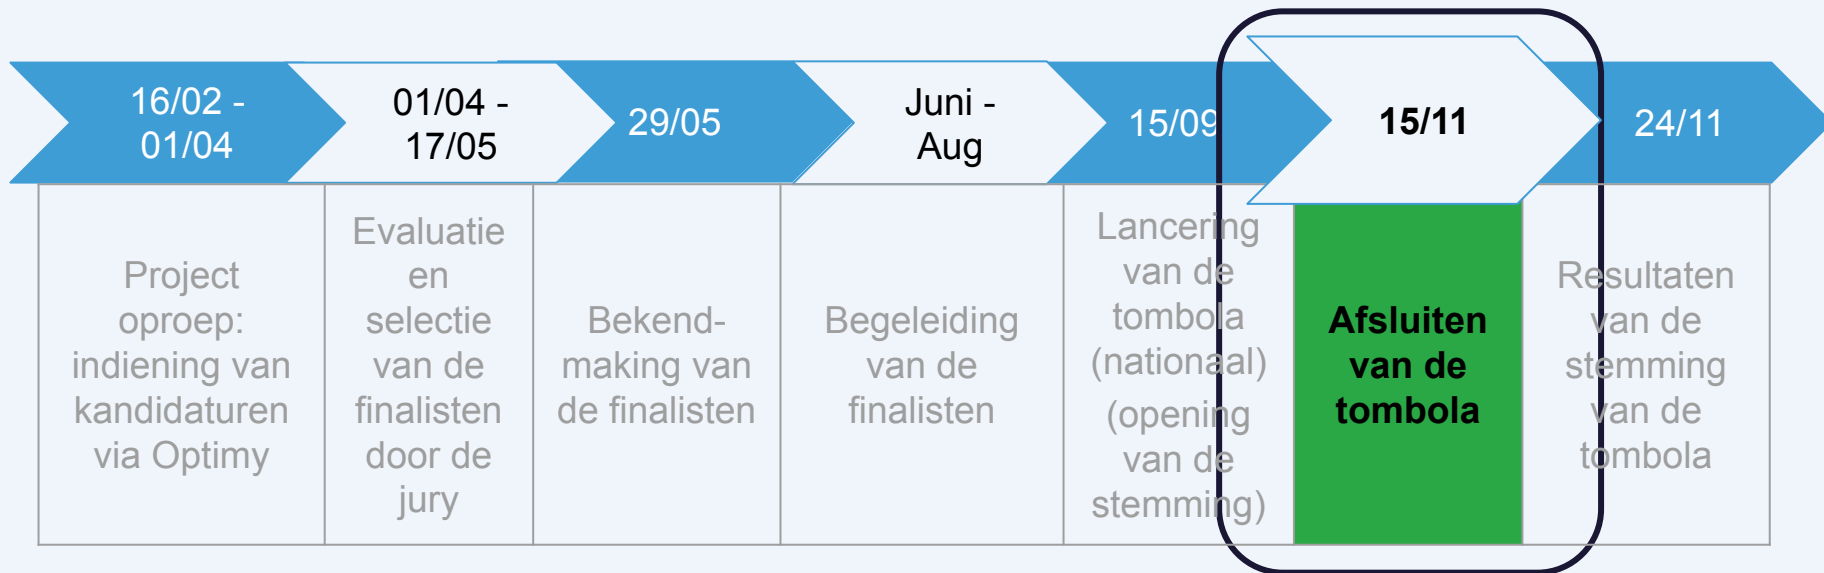 16/02 -
01/04
01/04 -
17/05
29/05
Juni -
Aug
15/09
15/11
24/11
Project
oproep:
indiening van
kandidaturen
via Optimy
Evaluatie
en
selectie
van de
finalisten
door de
jury
Bekend-
making van
de finalisten
Begeleiding
van de
finalisten
Lancering
van de
tombola
(nationaal)
(opening
van de
stemming)
Afsluiten
van de
tombola
Resultaten
van de
stemming
van de
tombola